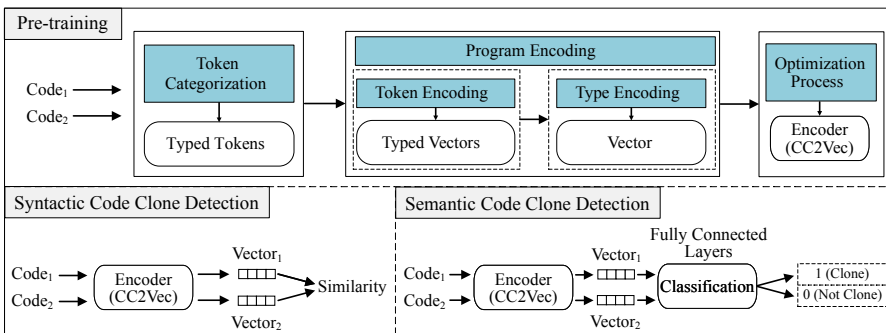 Pre-training
Code1
Code2
Token
Categorization
Typed Tokens
Program Encoding
Token Encoding
Typed Vectors
Type Encoding
Vector
Optimization
Process
Encoder
(CC2Vec)
Syntactic Code Clone Detection
Code1
Code2
Encoder
(CC2Vec)
Vector1
Vector2
Similarity
Semantic Code Clone Detection
Code1
Code2
Encoder
(CC2Vec)
Vector1
Vector2
Fully Connected
Layers
Classification
1 (Clone)
0 (Not Clone)